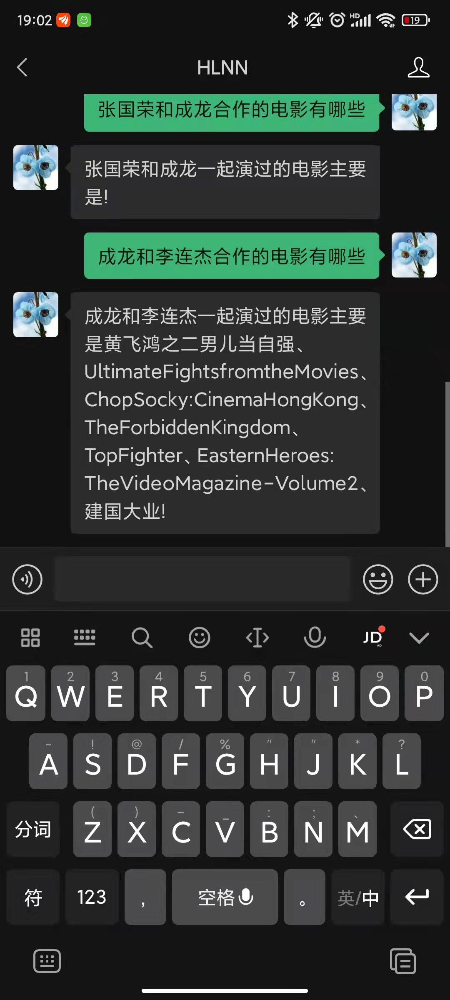 19:02
HD
19
HLNN
张国荣和成龙合作的电影有哪些
张国荣和成龙一起演过的电影主要
是!
成龙和李连杰合作的电影有哪些
成龙和李连杰一起演过的电影主要
是黄飞鸿之二男儿当自强、
UltimateFightsfromtheMovies、
ChopSocky:CinemaHongKong、
TheForbiddenKingdom、
TopFighter、EasternHeroes:
TheVideoMagazine-Volume2、
建国大业!
JD
AD
1 2 3 4 5 6 7 8 9 0
Q W E R T Y U I O P
~ ! @ / % " " * ?
A S D F G H J K L
( ) – _ : ; 、
分词 Z X C V B N M
符 123 , 空格 。 英/中